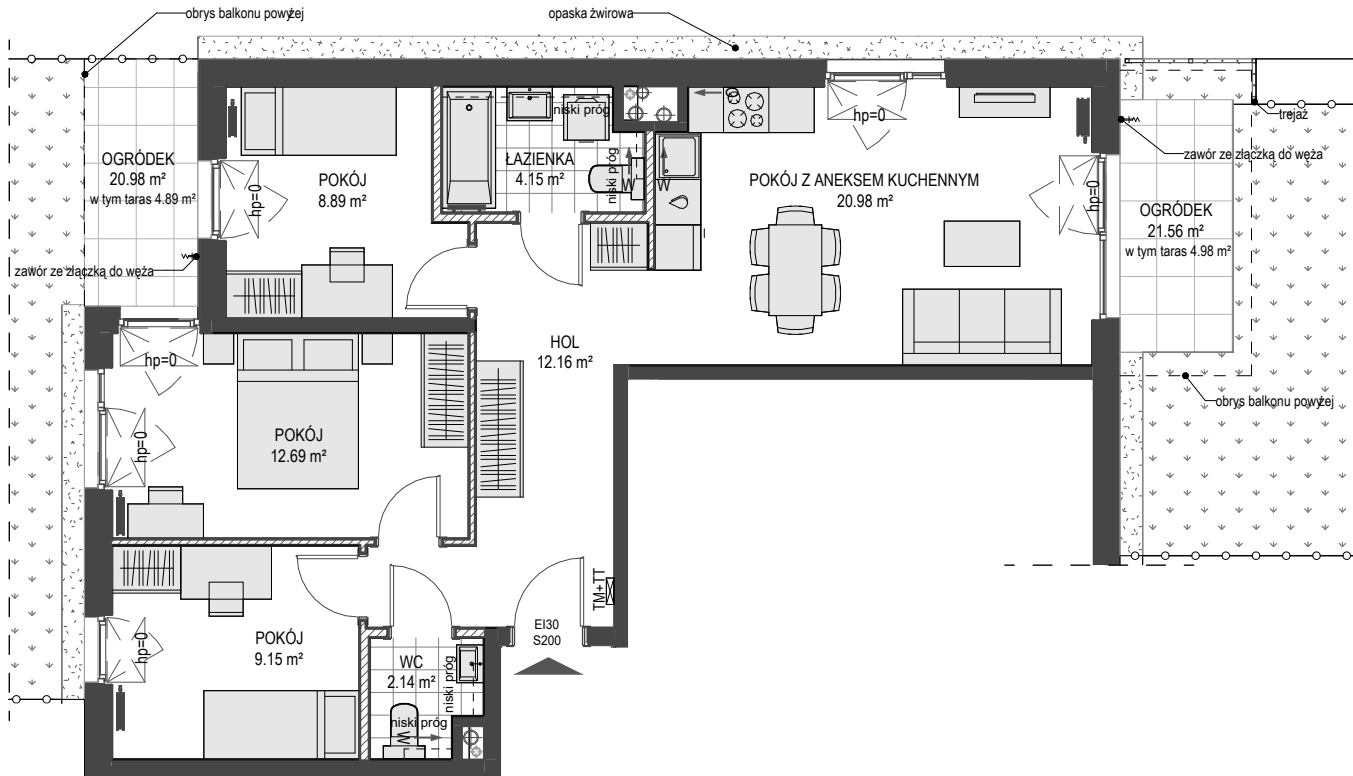 obrys balkonu powyżej
opaska żwirowa
OGRÓDEK
20.98 m²
w tym taras 4.89 m²
zawór ze złączką do węża
hp=0
POKÓJ
8.89 m²
niski próg
ŁAZIENKA
4.15 m²
niski próg
W
W
hp=0
POKÓJ Z ANEKSEM KUCHENNYM
20.98 m²
hp=0
trejaż
zawór ze złączką do węża
OGRÓDEK
21.56 m²
w tym taras 4.98 m²
obrys balkonu powyżej
HOL
12.16 m²
hp=0
hp=0
POKÓJ
12.69 m²
hp=0
POKÓJ
9.15 m²
WC
2.14 m²
niski próg
niski próg
W
EI30
S200
TM+TT